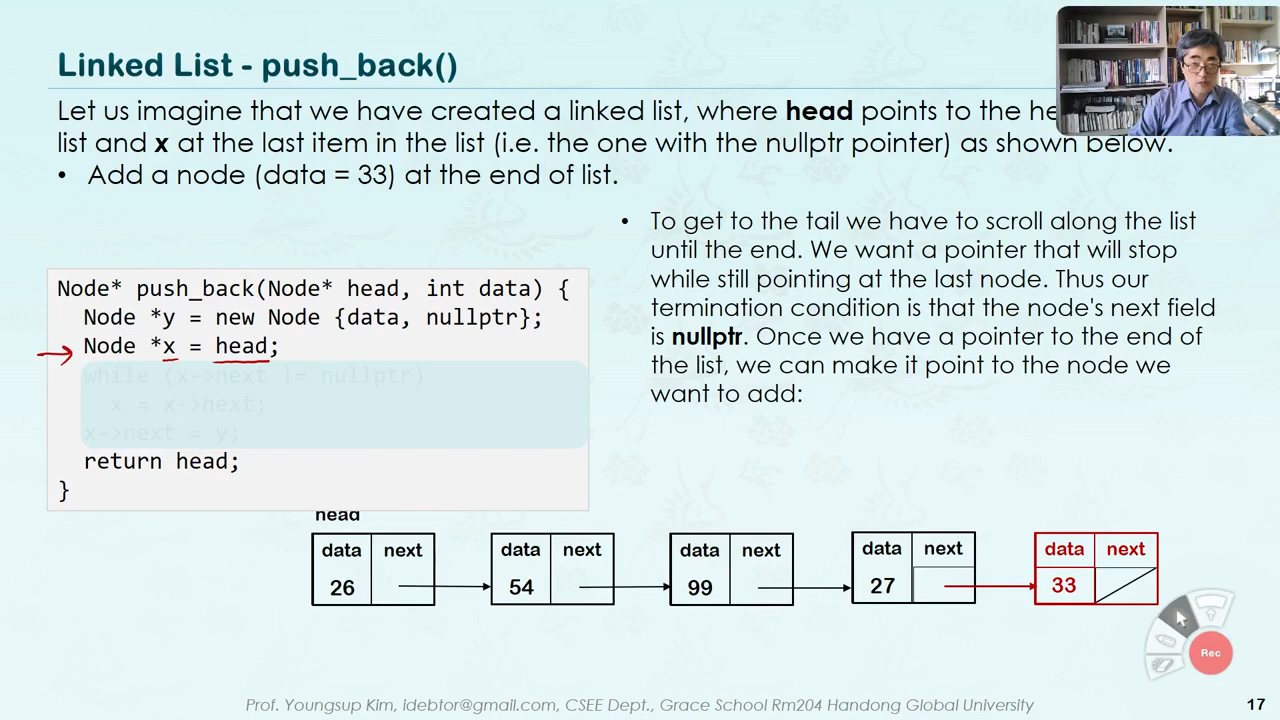 Linked List - push_back()
Let us imagine that we have created a linked list, where head points to the he
list and x at the last item in the list (i.e. the one with the nullptr pointer) as shown below.
• Add a node (data = 33) at the end of list.
• To get to the tail we have to scroll along the list
until the end. We want a pointer that will stop
while still pointing at the last node. Thus our
termination condition is that the node's next field
is nullptr. Once we have a pointer to the end of
the list, we can make it point to the node we
want to add:
Node* push_back(Node* head, int data) {
Node *y = new Node {data, nullptr};
Node *x = head;
while (x->next != nullptr)
x = x->next;
x->next = y;
return head;
}
head
data next data next data next data next data next
26 54 99 27 33
Rec
Prof. Youngsup Kim, idebtor@gmail.com, CSEE Dept., Grace School Rm204 Handong Global University
17